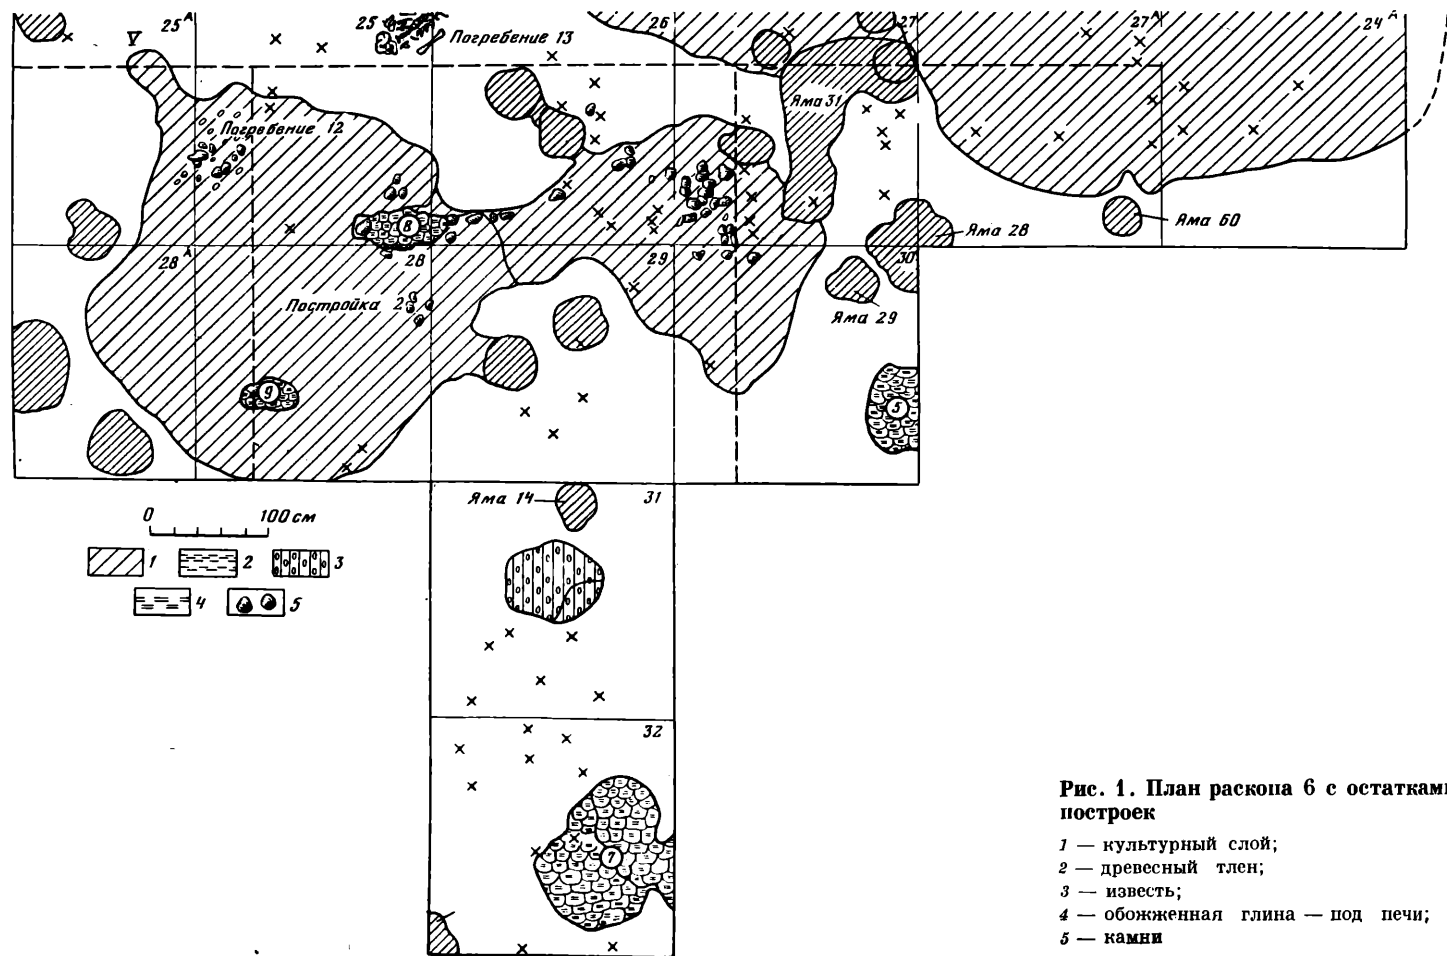 25 А
25
26
27
27 А
24 А
V
Погребение 13
Яма 31
Погребение 12
8
Яма 28
Яма 60
28 А
28
29
30
Постройка 2
Яма 29
9
5
Яма 14
31
0 100 см
1 2 3
4 5
32
7
Рис. 1. План раскопа 6 с остатками
построек
1 — культурный слой;
2 — древесный тлен;
3 — известь;
4 — обожженная глина — под печи;
5 — камни